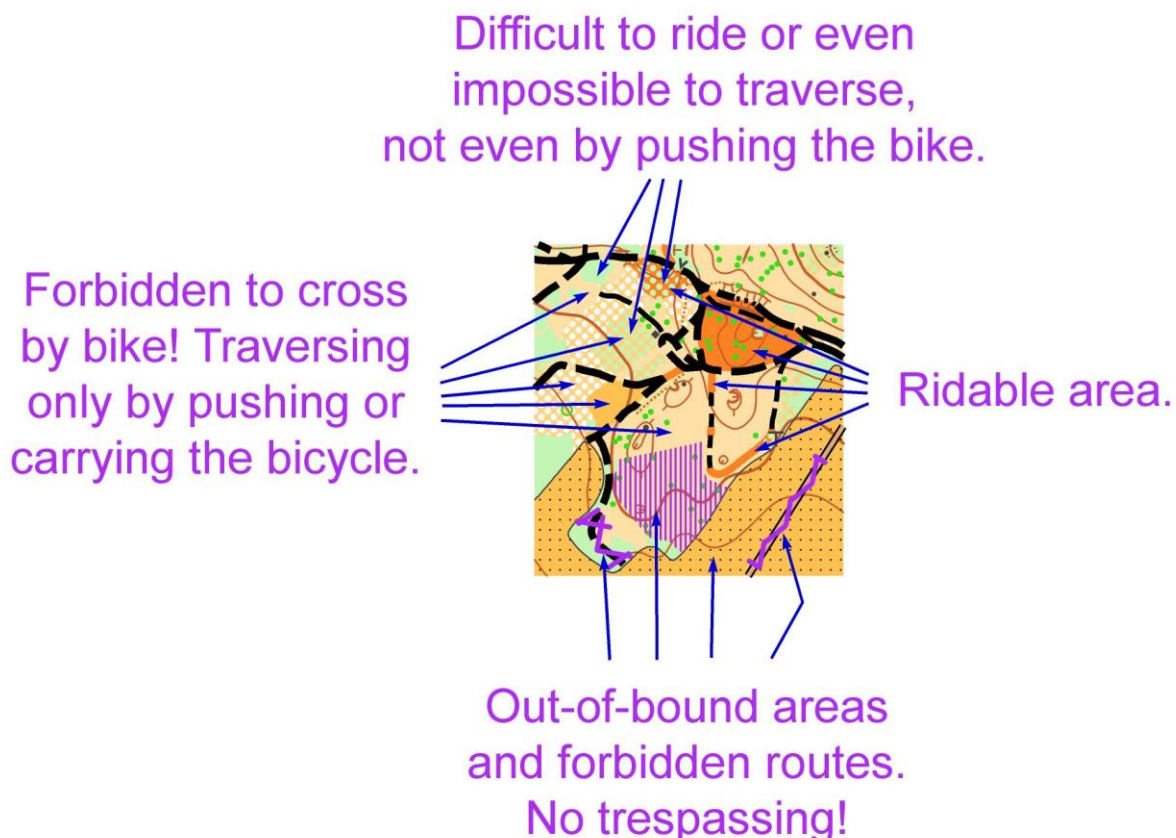 Difficult to ride or even
impossible to traverse,
not even by pushing the bike.
Forbidden to cross
by bike! Traversing
only by pushing or
carrying the bicycle.
Ridable area.
Out-of-bound areas
and forbidden routes.
No trespassing!